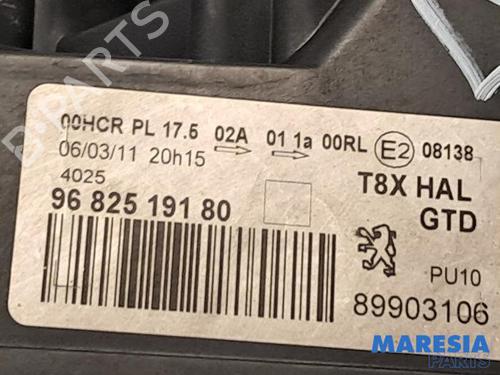 00HCR PL 17.5 02A 01 1a 00RL E2 08138
06/03/11 20h15
4025
96 825 191 80
T8X HAL
GTD
PU10
89903106
B-PARTS
MARESIA
PARTS